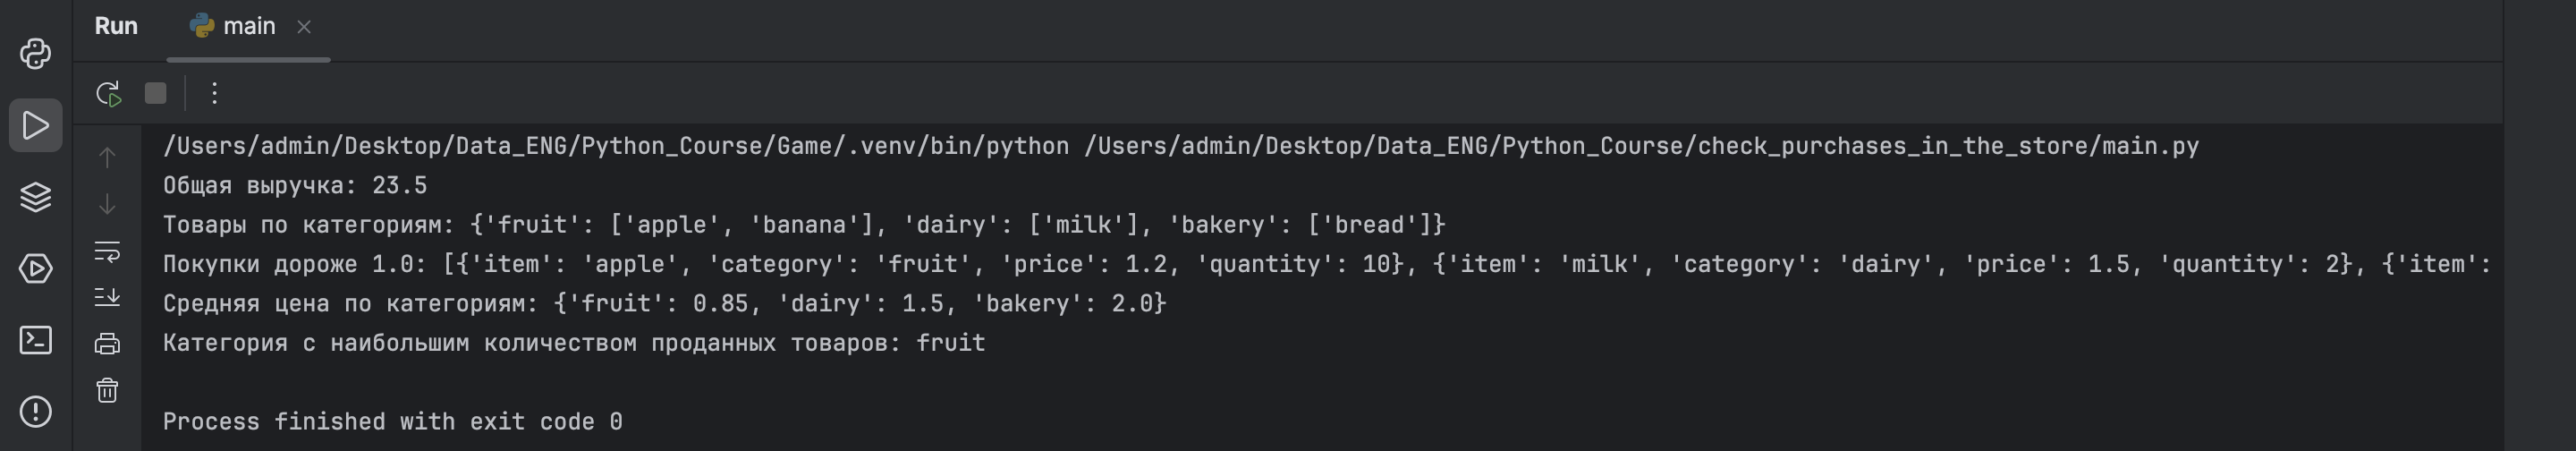 Run main
/Users/admin/Desktop/Data_ENG/Python_Course/Game/.venv/bin/python /Users/admin/Desktop/Data_ENG/Python_Course/check_purchases_in_the_store/main.py
Общая выручка: 23.5
Товары по категориям: {'fruit': ['apple', 'banana'], 'dairy': ['milk'], 'bakery': ['bread']}
Покупки дороже 1.0: [{'item': 'apple', 'category': 'fruit', 'price': 1.2, 'quantity': 10}, {'item': 'milk', 'category': 'dairy', 'price': 1.5, 'quantity': 2}, {'item':
Средняя цена по категориям: {'fruit': 0.85, 'dairy': 1.5, 'bakery': 2.0}
Категория с наибольшим количеством проданных товаров: fruit
Process finished with exit code 0